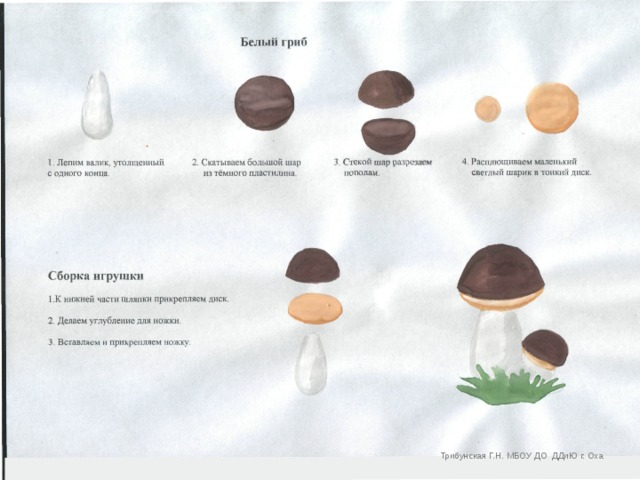 Белый гриб
1. Лепим валик, утолщенный
с одного конца.
2. Скатываем большой шар
из тёмного пластилина.
3. Стекой шар разрезаем
пополам.
4. Расплющиваем маленький
светлый шарик в тонкий диск.
Сборка игрушки
1.К нижней части шляпки прикрепляем диск.
2. Делаем углубление для ножки.
3. Вставляем и прикрепляем ножку.
Трибунская Г.Н. МБОУ ДО ДДиЮ г. Оха